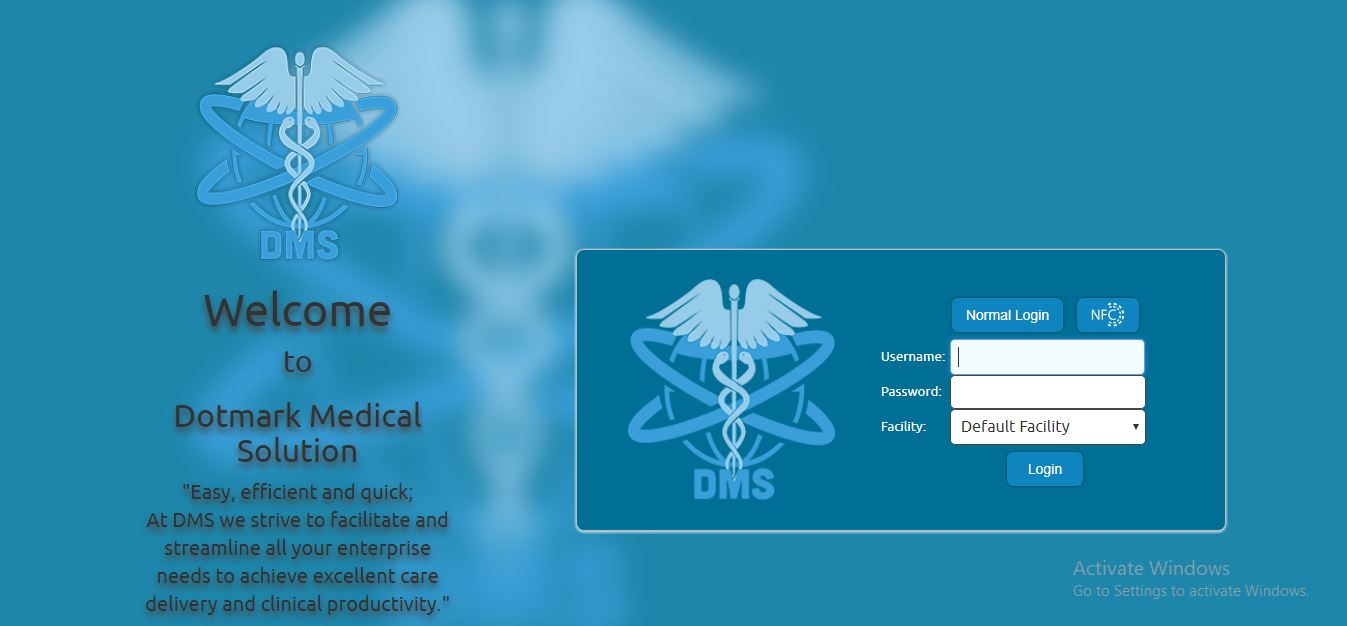 DMS
Welcome
to
Dotmark Medical
Solution
"Easy, efficient and quick;
At DMS we strive to facilitate and
streamline all your enterprise
needs to achieve excellent care
delivery and clinical productivity."
DMS
Normal Login NFC
Username:
Password:
Facility: Default Facility
Login
Activate Windows
Go to Settings to activate Windows.